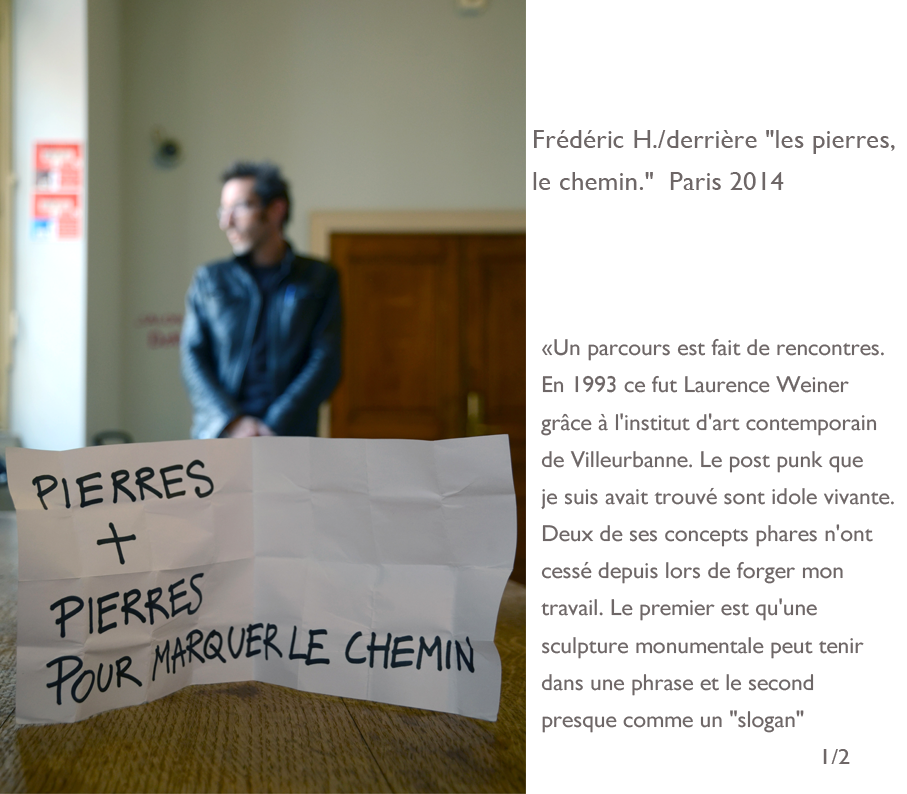 PIERRES
+
PIERRES
POUR MARQUER LE CHEMIN
Frédéric H./derrière "les pierres,
le chemin." Paris 2014
«Un parcours est fait de rencontres.
En 1993 ce fut Laurence Weiner
grâce à l'institut d'art contemporain
de Villeurbanne. Le post punk que
je suis avait trouvé sont idole vivante.
Deux de ses concepts phares n'ont
cessé depuis lors de forger mon
travail. Le premier est qu'une
sculpture monumentale peut tenir
dans une phrase et le second
presque comme un "slogan"
1/2